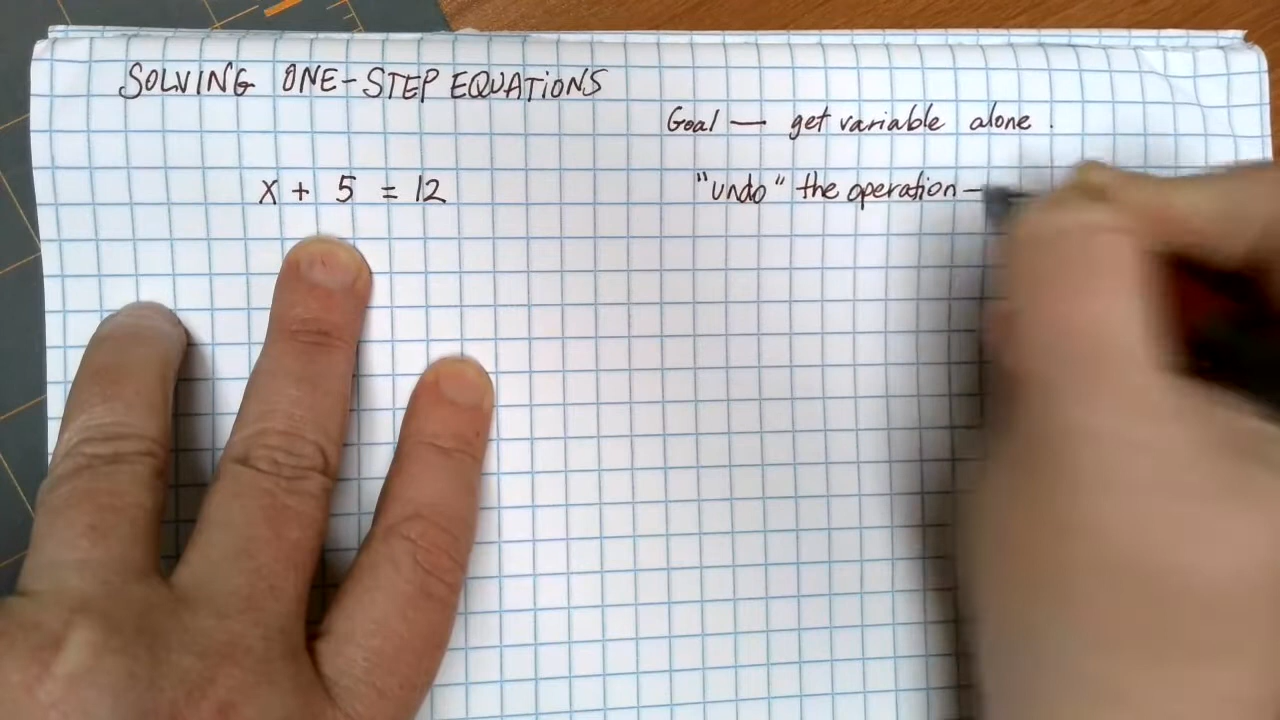 SOLVING ONE-STEP EQUATIONS
Goal — get variable alone.
x + 5 = 12
"undo" the operation —